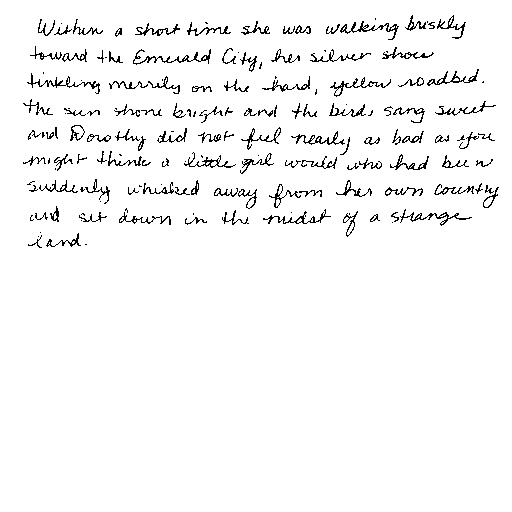 Within a short time she was walking briskly
toward the Emerald City, her silver shoes
tinkling merrily on the hard, yellow roadbed.
The sun shone bright and the birds sang sweet
and Dorothy did not feel nearly as bad as you
might think a little girl would who had been
suddenly whisked away from her own country
and set down in the midst of a strange
land.